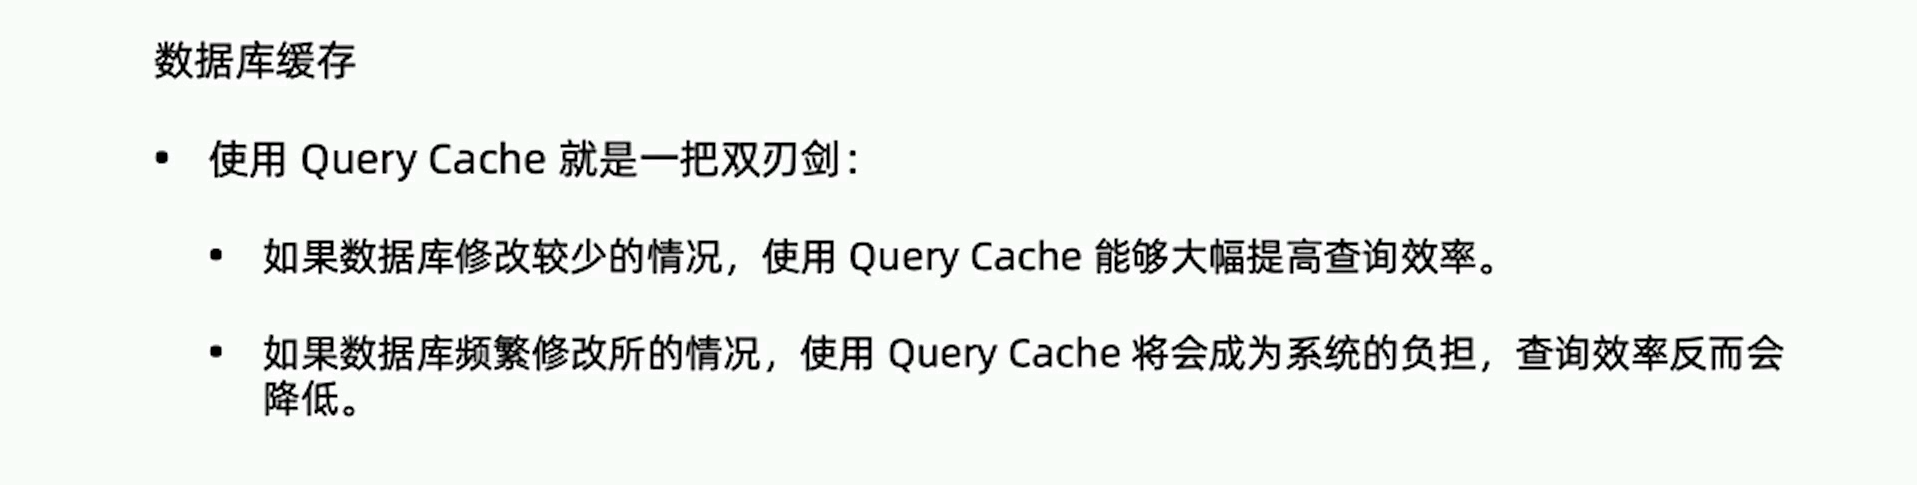 数据库缓存
• 使用 Query Cache 就是一把双刃剑：
• 如果数据库修改较少的情况，使用 Query Cache 能够大幅提高查询效率。
• 如果数据库频繁修改所的情况，使用 Query Cache 将会成为系统的负担，查询效率反而会
降低。